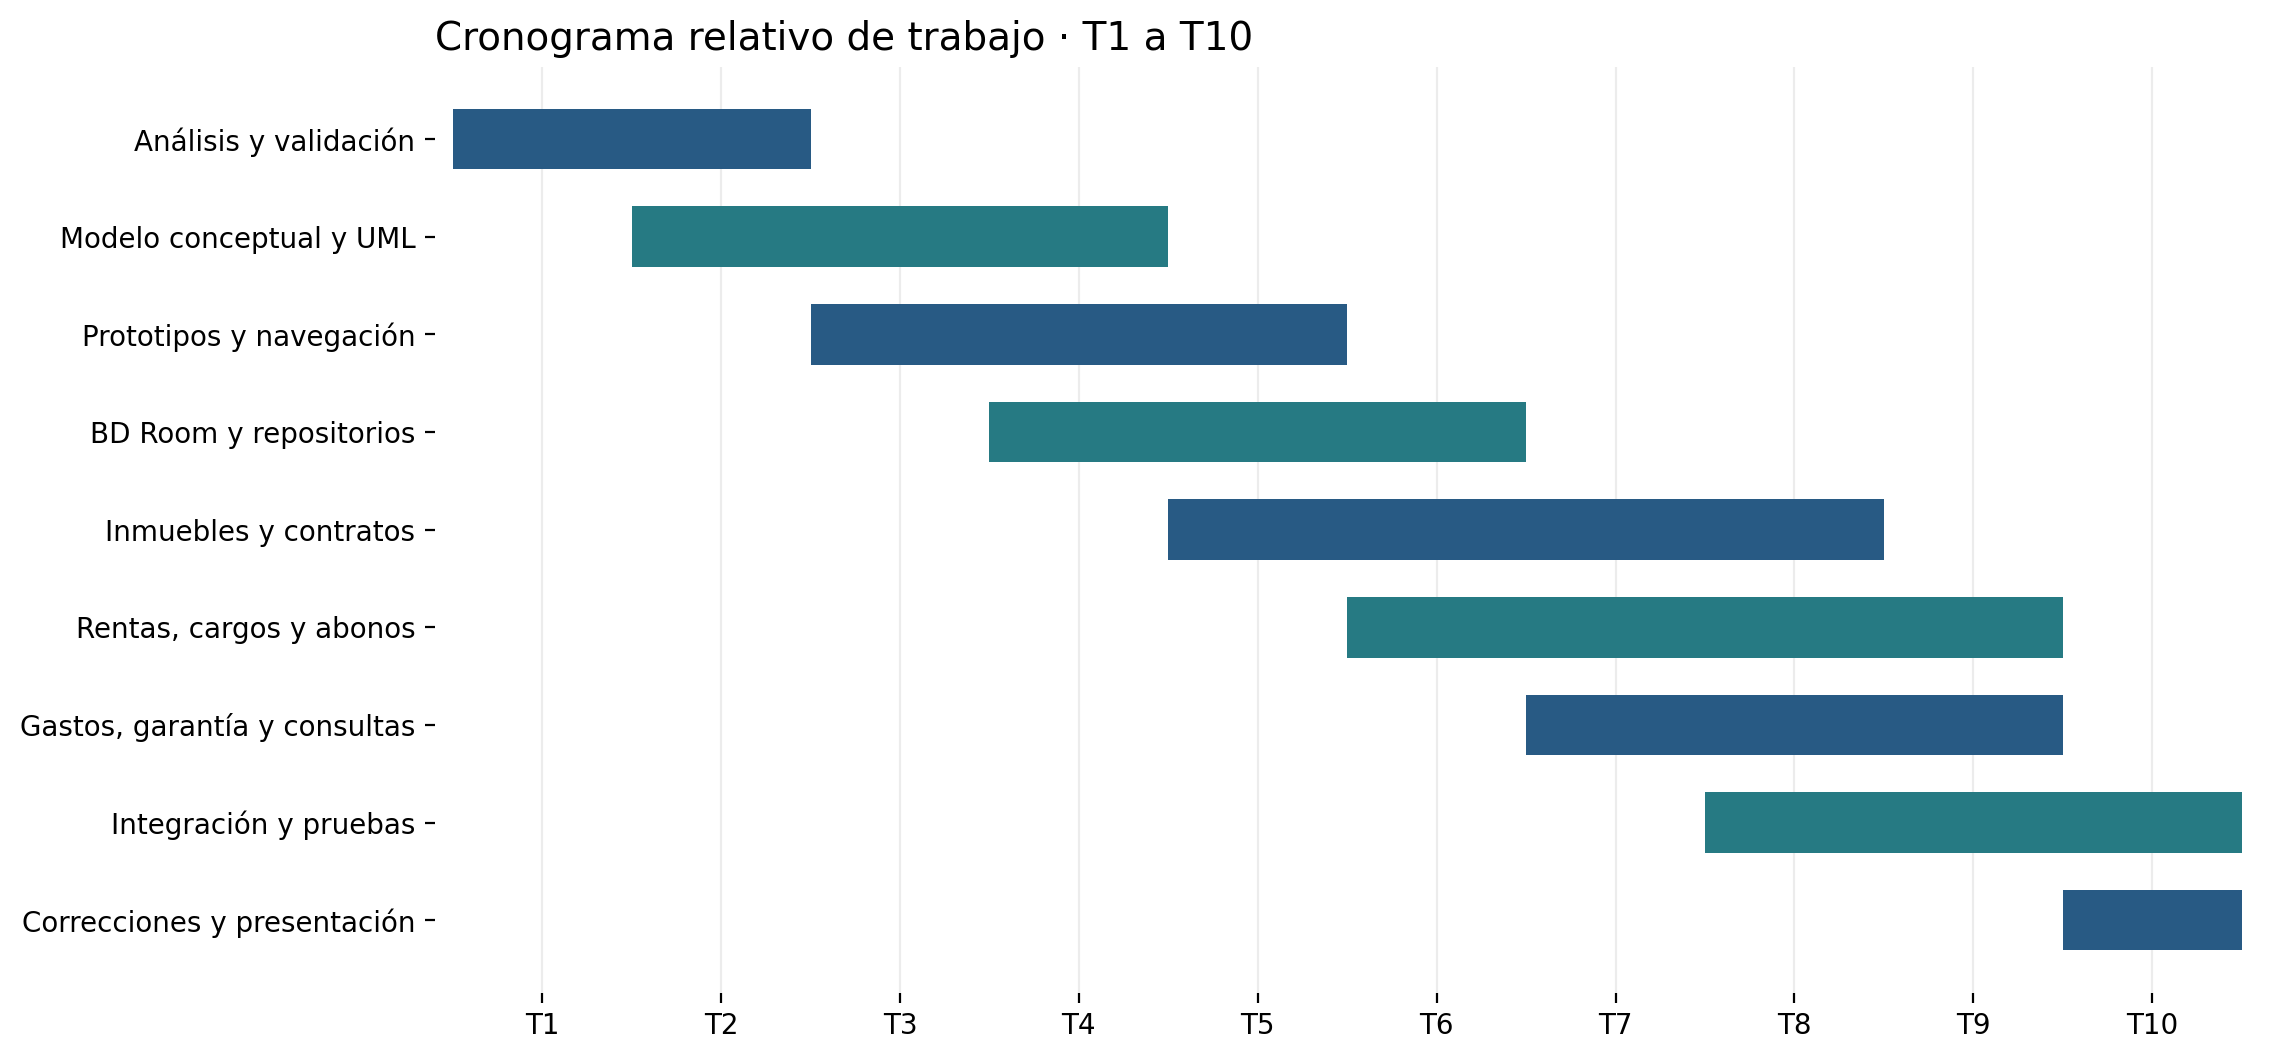 Cronograma relativo de trabajo · T1 a T10
Análisis y validación
Modelo conceptual y UML
Prototipos y navegación
BD Room y repositorios
Inmuebles y contratos
Rentas, cargos y abonos
Gastos, garantía y consultas
Integración y pruebas
Correcciones y presentación
T1 T2 T3 T4 T5 T6 T7 T8 T9 T10